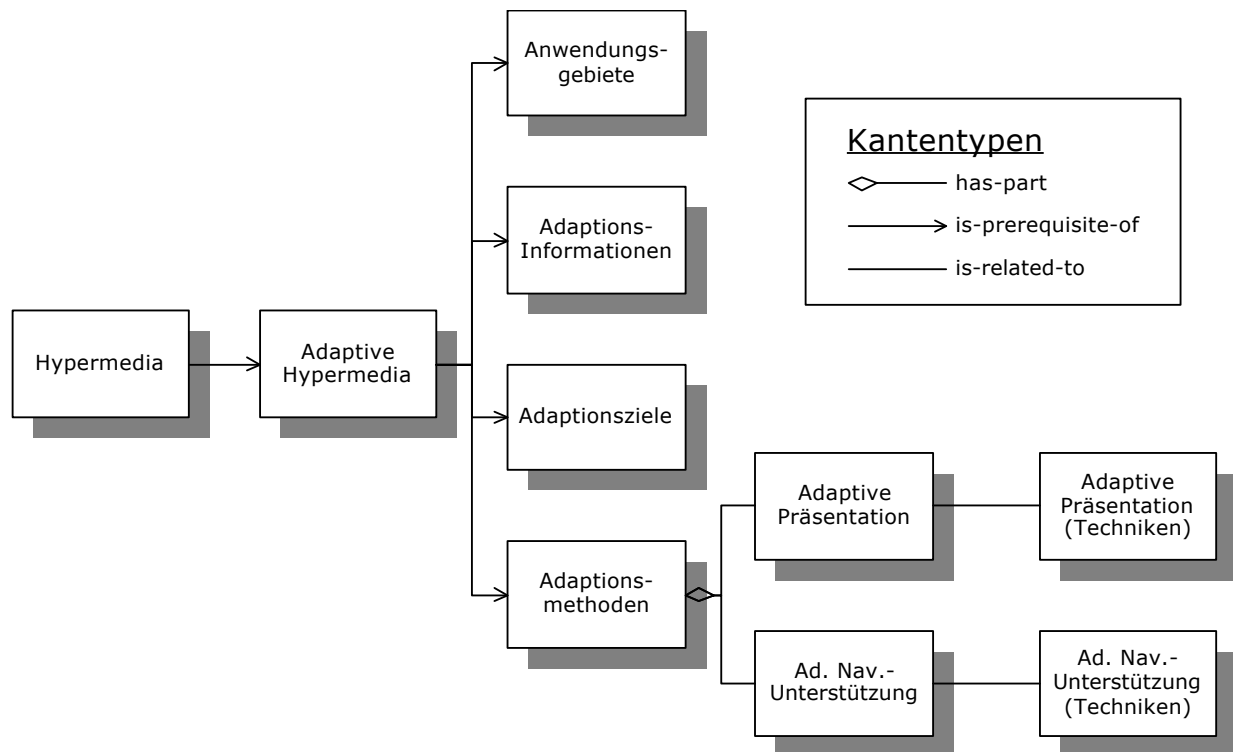 Anwendungs-
gebiete
Kantentypen
has-part
is-prerequisite-of
is-related-to
Adaptions-
Informationen
Hypermedia
Adaptive
Hypermedia
Adaptionsziele
Adaptions-
methoden
Adaptive
Präsentation
Adaptive
Präsentation
(Techniken)
Ad. Nav.-
Unterstützung
Ad. Nav.-
Unterstützung
(Techniken)